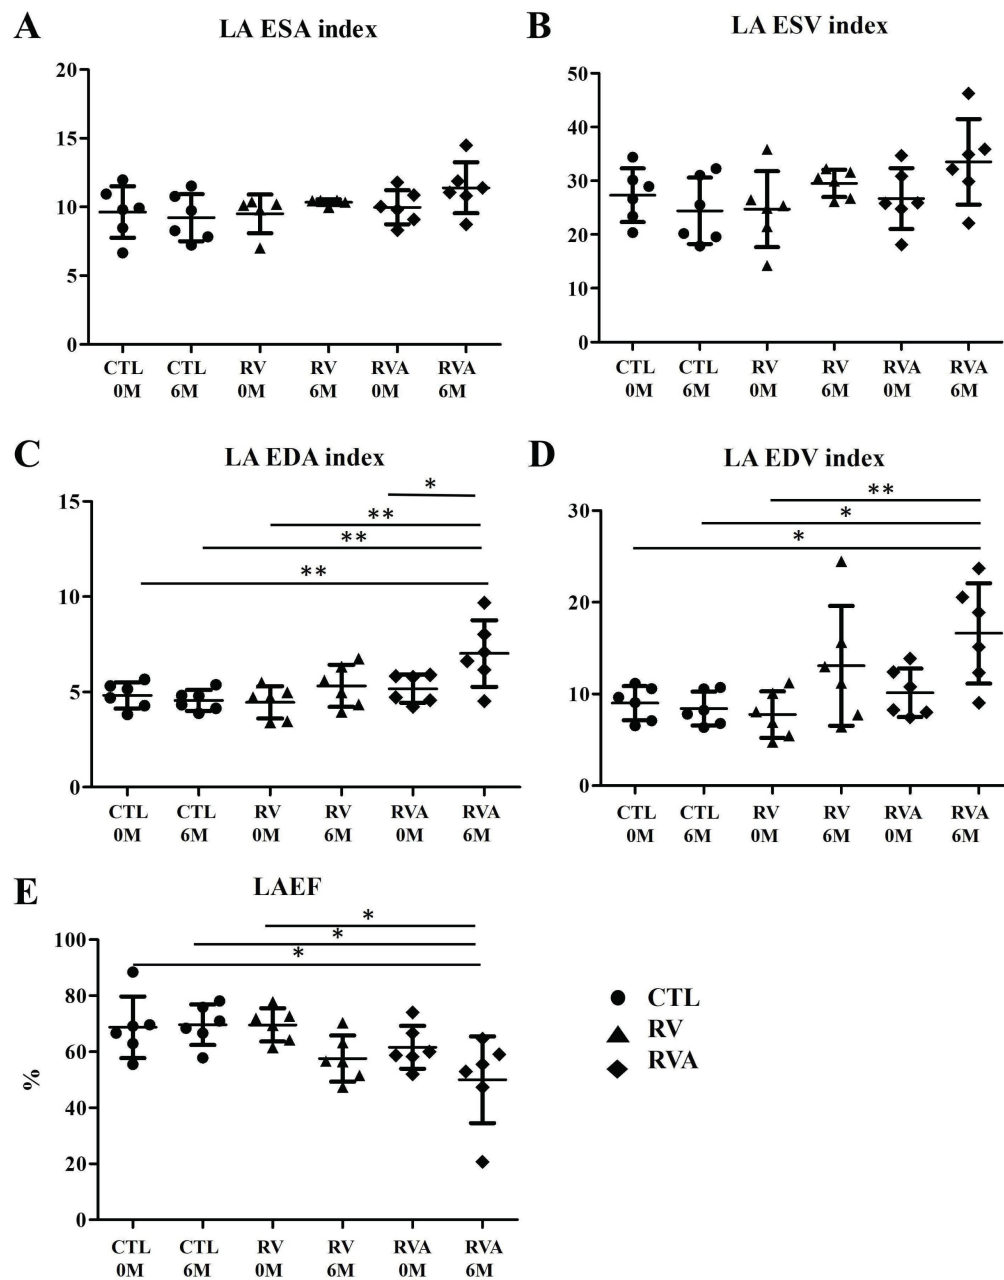 A
LA ESA index
20
15
10
5
0
CTL CTL RV RV RVA RVA
0M 6M 0M 6M 0M 6M
B
LA ESV index
50
40
30
20
10
0
CTL CTL RV RV RVA RVA
0M 6M 0M 6M 0M 6M
C
LA EDA index
*
**
**
**
15
10
5
0
CTL CTL RV RV RVA RVA
0M 6M 0M 6M 0M 6M
D
LA EDV index
**
*
*
30
20
10
0
CTL CTL RV RV RVA RVA
0M 6M 0M 6M 0M 6M
E
LAEF
*
*
*
%
100
80
60
40
20
0
CTL CTL RV RV RVA RVA
0M 6M 0M 6M 0M 6M
CTL
RV
RVA